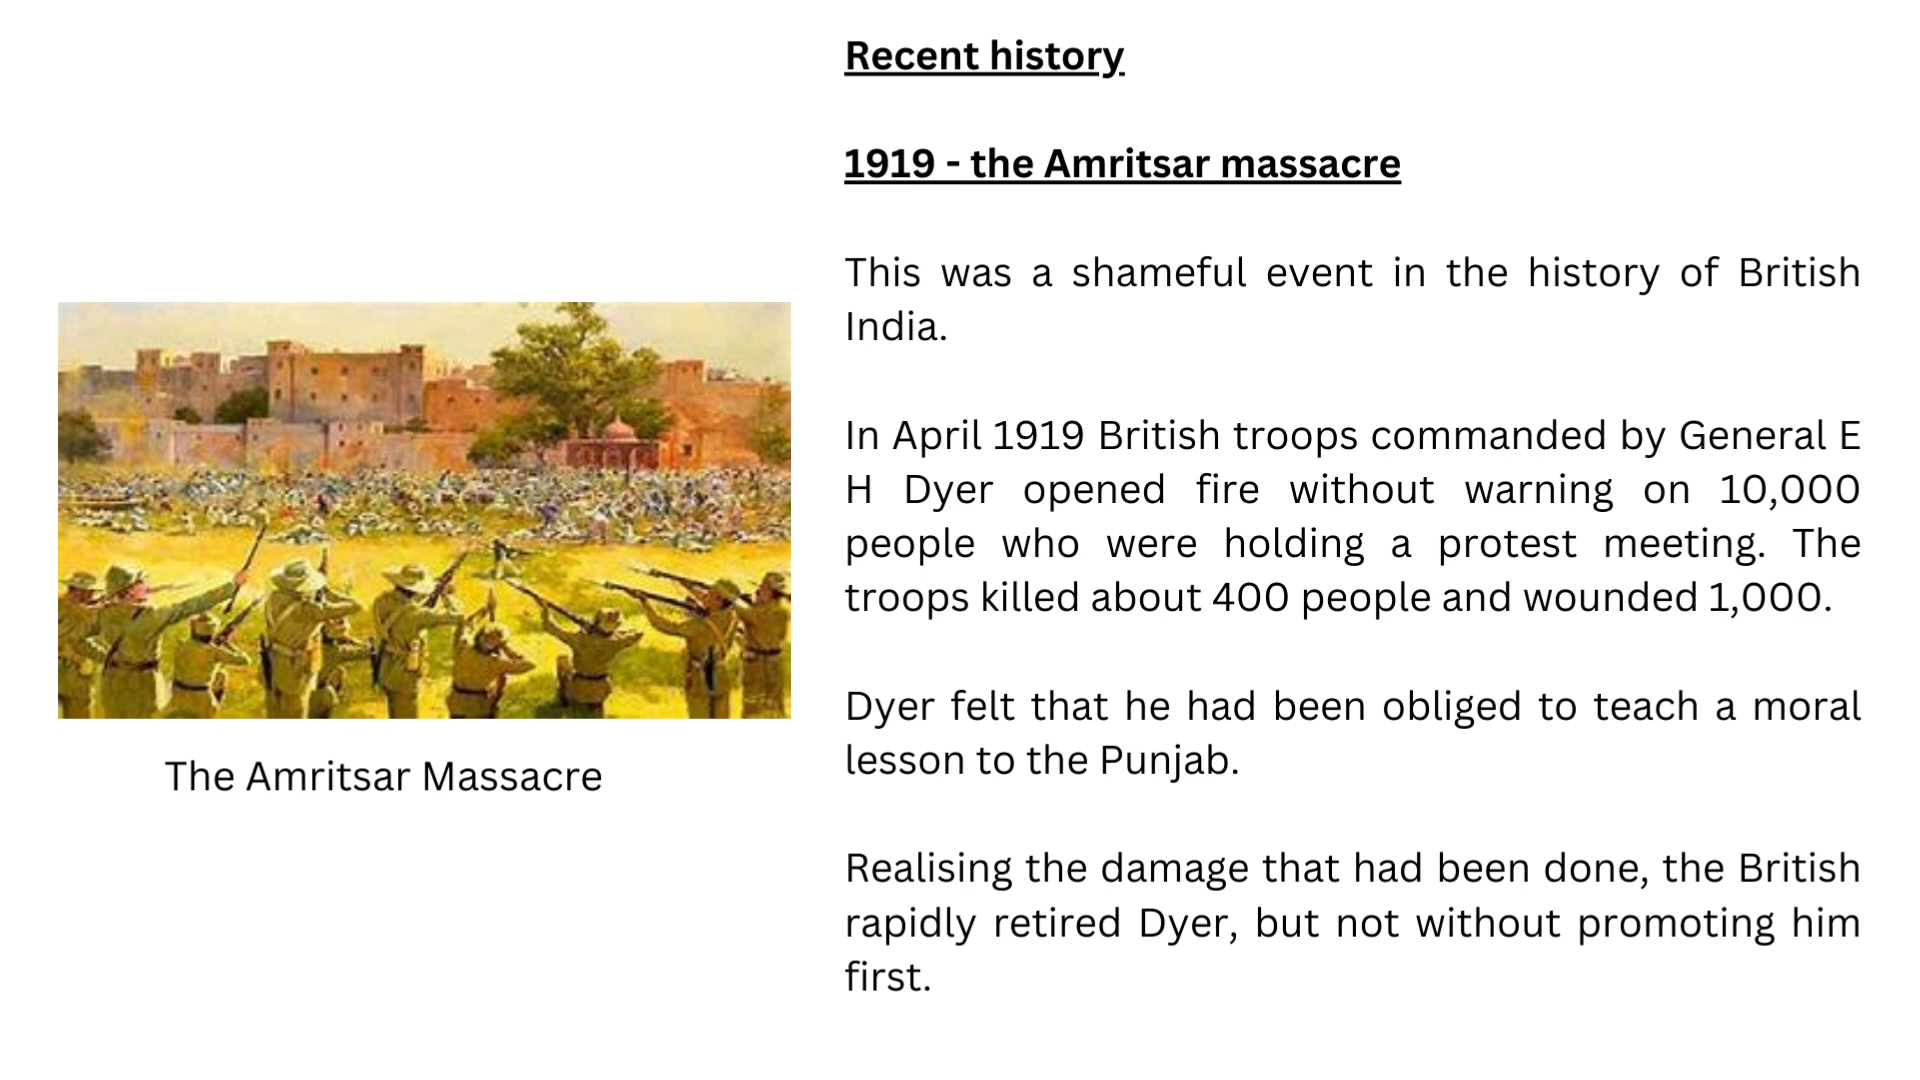 Recent history
1919 - the Amritsar massacre
This was a shameful event in the history of British
India.
In April 1919 British troops commanded by General E
H Dyer opened fire without warning on 10,000
people who were holding a protest meeting. The
troops killed about 400 people and wounded 1,000.
Dyer felt that he had been obliged to teach a moral
lesson to the Punjab.
Realising the damage that had been done, the British
rapidly retired Dyer, but not without promoting him
first.
The Amritsar Massacre